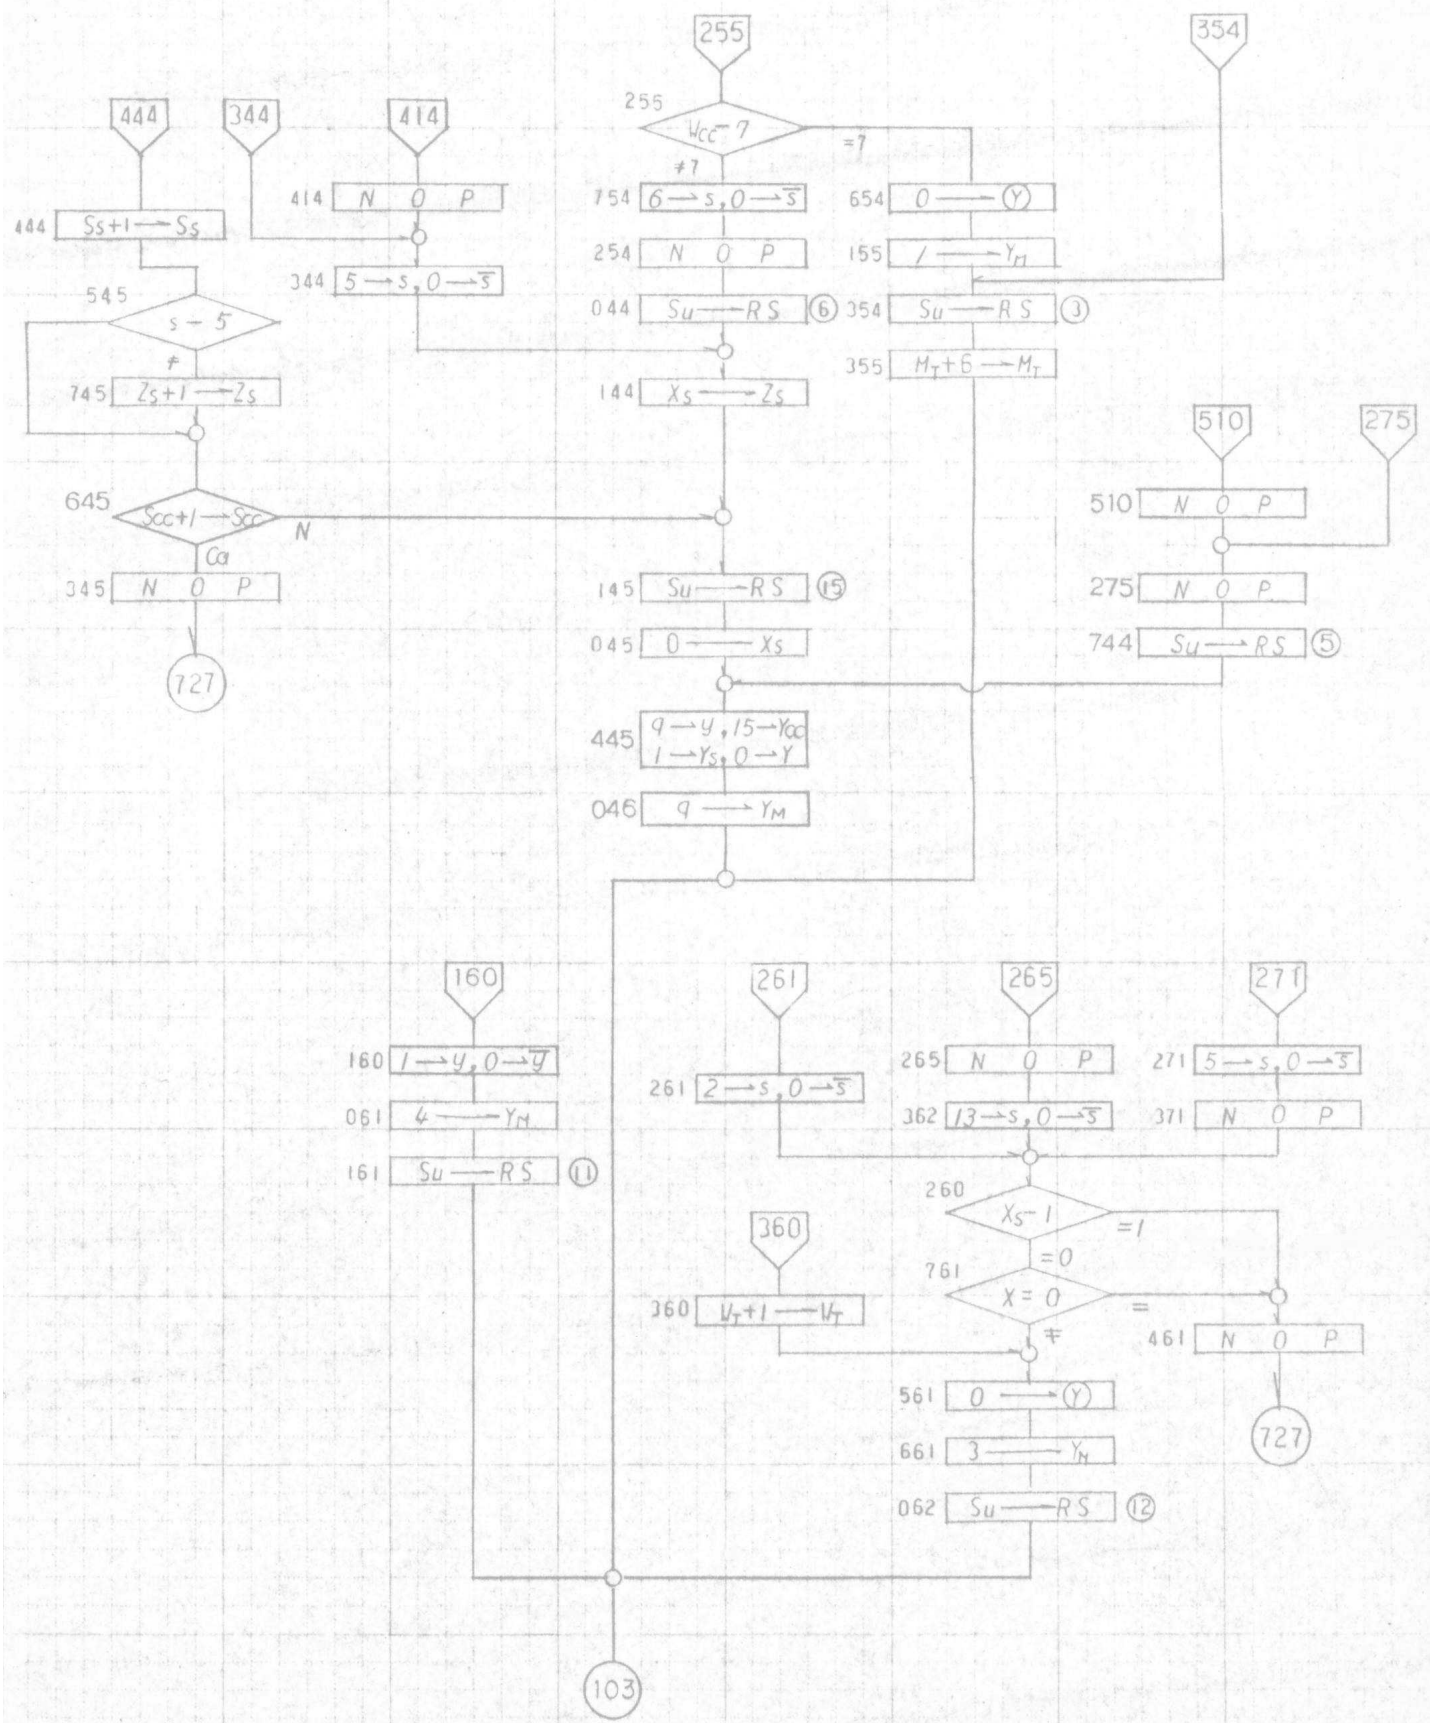 255
354
444
344
414
255
Wcc-7
=7
≠7
414 N O P
754 6→s, 0→s̅
654 0→Ⓨ
444 Ss+1→Ss
254 N O P
155 1→YM
344 5→s, 0→s̅
545
s-5
≠
044 Su→RS ⑥
354 Su→RS ③
355 MT+6→MT
745 Zs+1→Zs
144 Xs→Zs
510
275
645
Scc+1→Scc
N
Ca
510 N O P
345 N O P
145 Su→RS ⑮
275 N O P
045 0→Xs
744 Su→RS ⑤
727
445 9→y, 15→Ycc
1→Ys, 0→Y
046 9→YM
160
261
265
271
160 1→y, 0→y̅
265 N O P
271 5→s, 0→s̅
261 2→s, 0→s̅
061 4→YM
362 13→s, 0→s̅
371 N O P
161 Su→RS ⑪
260
Xs-1
=1
=0
360
761
X=0
=
≠
360 WT+1→WT
461 N O P
561 0→Ⓨ
727
661 3→YM
062 Su→RS ⑫
103